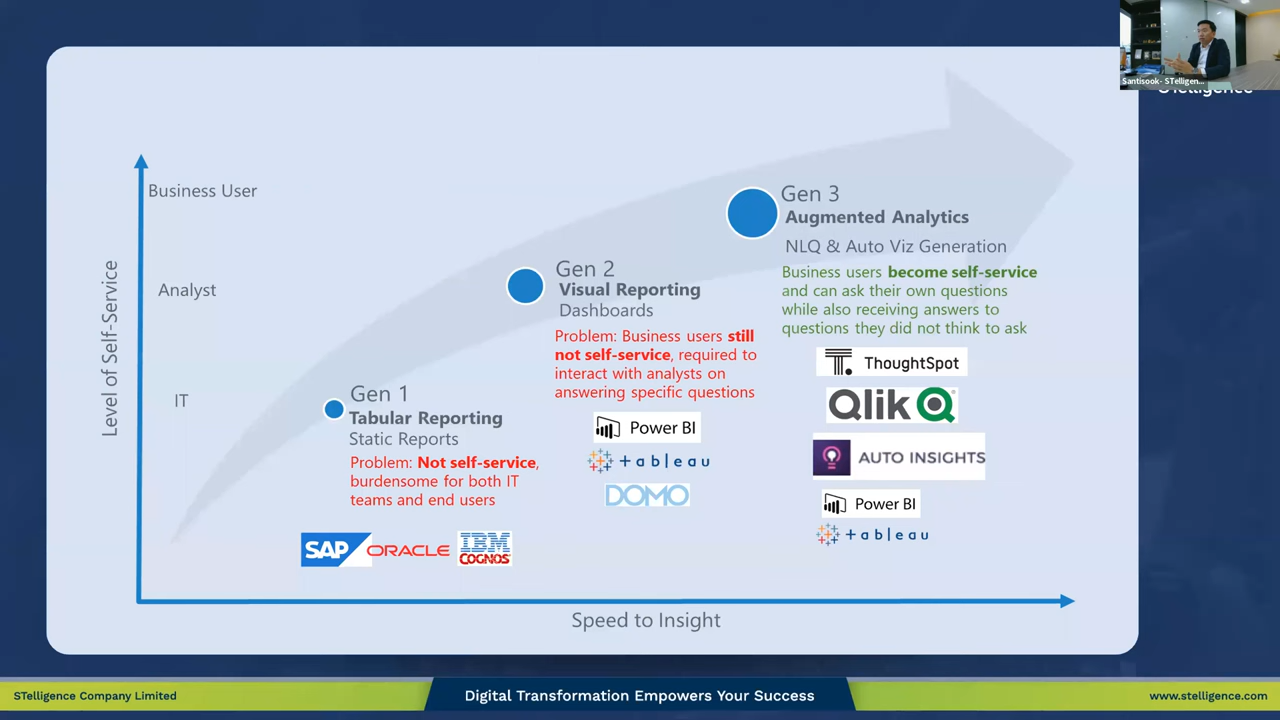 Santisook- STelligen...
STelligence
Business User
Analyst
IT
Level of Self-Service
Gen 1
Tabular Reporting
Static Reports
Problem: Not self-service,
burdensome for both IT
teams and end users
SAP
ORACLE
IBM
COGNOS
Gen 2
Visual Reporting
Dashboards
Problem: Business users still
not self-service, required to
interact with analysts on
answering specific questions
Power BI
+ a b l e a u
DOMO
Gen 3
Augmented Analytics
NLQ & Auto Viz Generation
Business users become self-service
and can ask their own questions
while also receiving answers to
questions they did not think to ask
ThoughtSpot
Qlik
AUTO INSIGHTS
Power BI
+ a b l e a u
Speed to Insight
STelligence Company Limited
Digital Transformation Empowers Your Success
www.stelligence.com